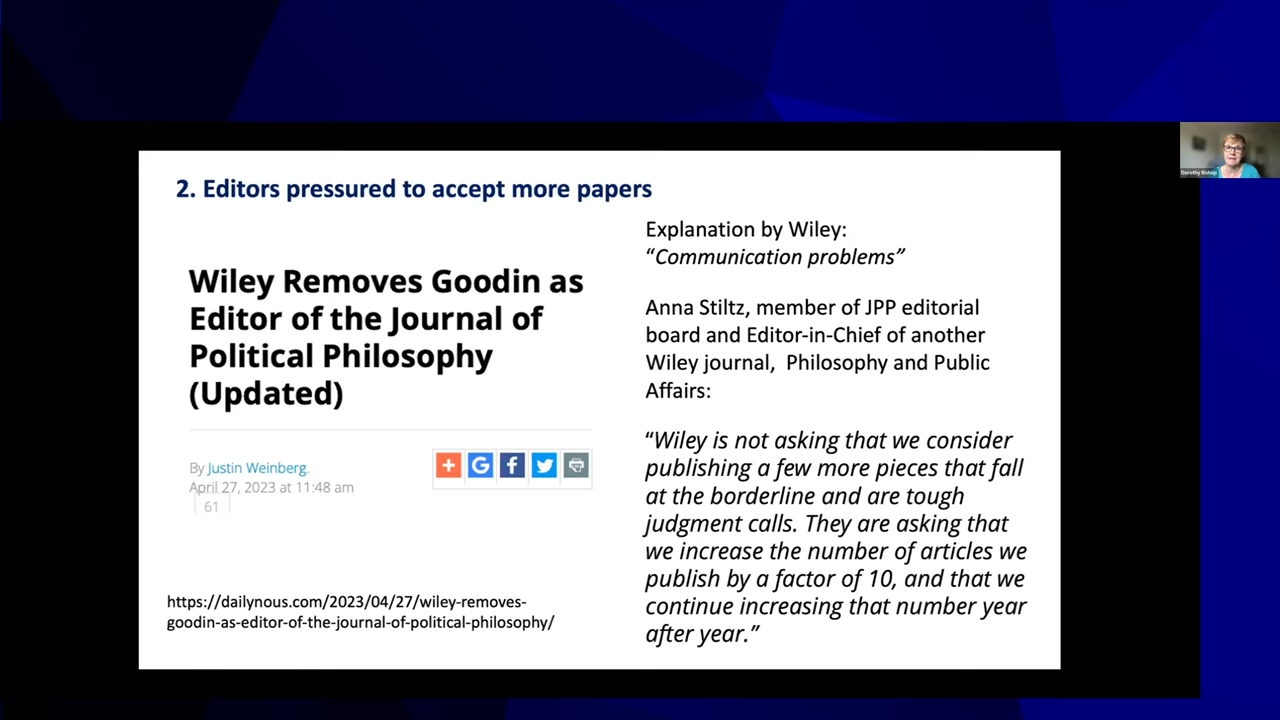 2. Editors pressured to accept more papers
Wiley Removes Goodin as
Editor of the Journal of
Political Philosophy
(Updated)
By Justin Weinberg.
April 27, 2023 at 11:48 am
61
https://dailynous.com/2023/04/27/wiley-removes-
goodin-as-editor-of-the-journal-of-political-philosophy/
Explanation by Wiley:
“Communication problems”
Anna Stiltz, member of JPP editorial
board and Editor-in-Chief of another
Wiley journal, Philosophy and Public
Affairs:
“Wiley is not asking that we consider
publishing a few more pieces that fall
at the borderline and are tough
judgment calls. They are asking that
we increase the number of articles we
publish by a factor of 10, and that we
continue increasing that number year
after year.”
Dorothy Bishop